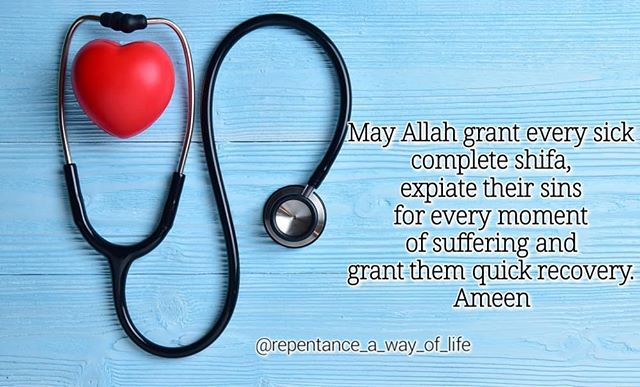 May Allah grant every sick
complete shifa,
expiate their sins
for every moment
of suffering and
grant them quick recovery.
Ameen
@repentance_a_way_of_life